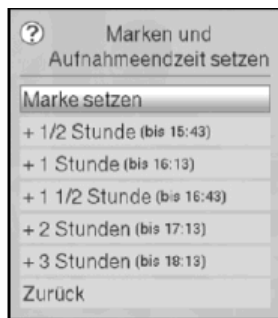 ?
Marken und
Aufnahmeendzeit setzen
Marke setzen
+ 1/2 Stunde (bis 15:43)
+ 1 Stunde (bis 16:13)
+ 1 1/2 Stunde (bis 16:43)
+ 2 Stunden (bis 17:13)
+ 3 Stunden (bis 18:13)
Zurück